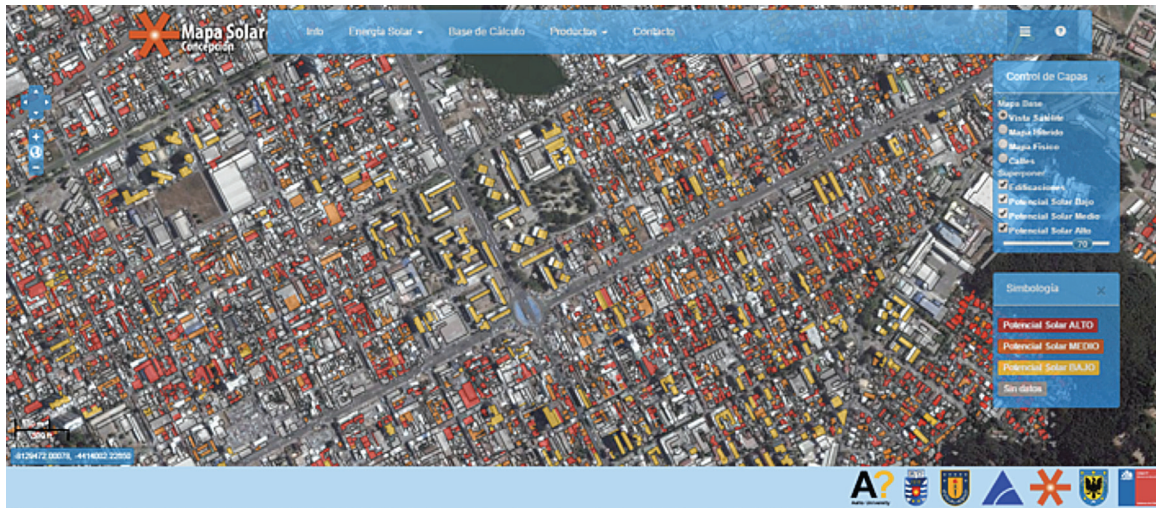 Mapa Solar
Concepción
Info Energía Solar Base de Cálculo Productos Contacto
Control de Capas
Mapa Base
Vista Satélite
Mapa Híbrido
Mapa Físico
Calles
Superponer
Edificaciones
Potencial Solar Bajo
Potencial Solar Medio
Potencial Solar Alto
70
Simbología
Potencial Solar ALTO
Potencial Solar MEDIO
Potencial Solar BAJO
Sin datos
A?
Aalto University